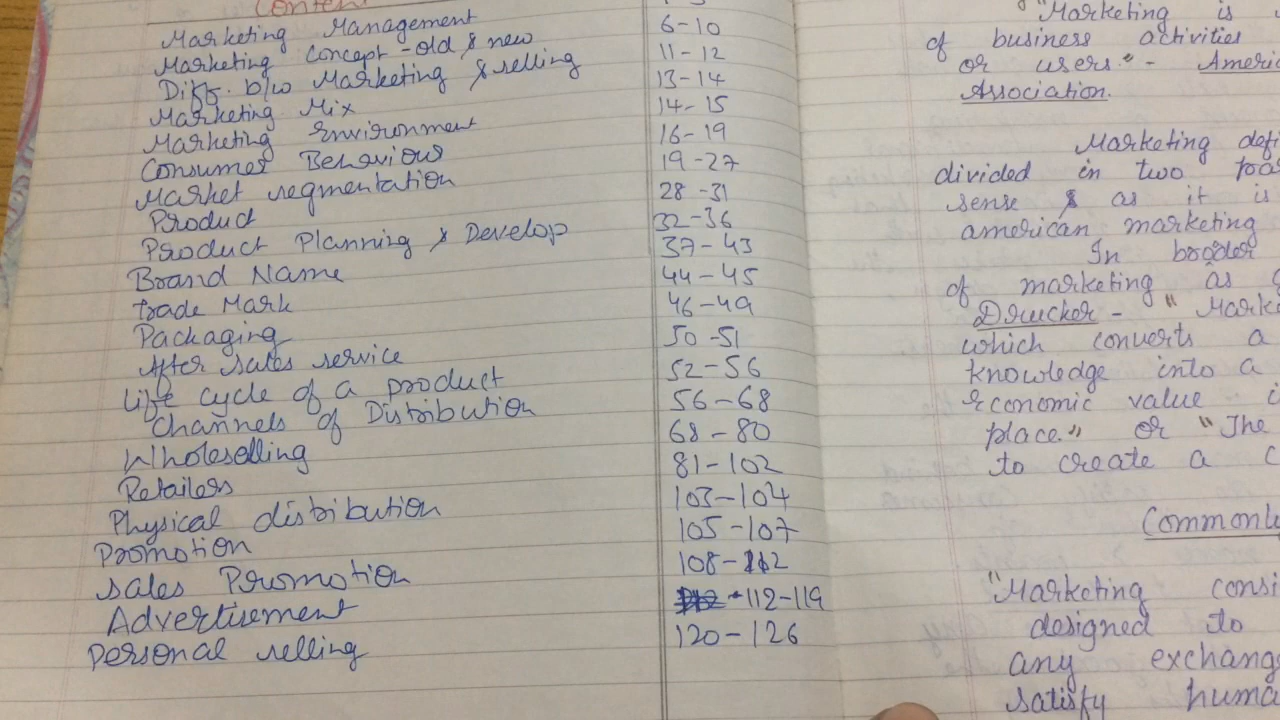 Content
Marketing Management
Marketing Concept - old & new 6-10
Diff. b/w Marketing & selling 11-12
Marketing Mix 13-14
Marketing Environment 14-15
Consumer Behaviour 16-19
Market segmentation 19-27
Product 28-31
Product Planning & Develop 32-36
Brand Name 37-43
trade Mark 44-45
Packaging 46-49
After sales service 50-51
Life cycle of a product 52-56
Channels of Distribution 56-68
Wholeselling 68-80
Retailers 81-102
Physical distribution 103-104
Promotion 105-107
Sales Promotion 108-112
Advertisement 112-119
Personal selling 120-126
"Marketing is
of business activities
or users." - Americ
Association.
Marketing defi
divided in two
sense & as it is
american marketing
In broader
of marketing as
Drucker - "Marke
which converts a
knowledge into a
economic value i
place." or "The
to create a c
Commonl
"Marketing consi
designed to
any exchang
satisfy huma